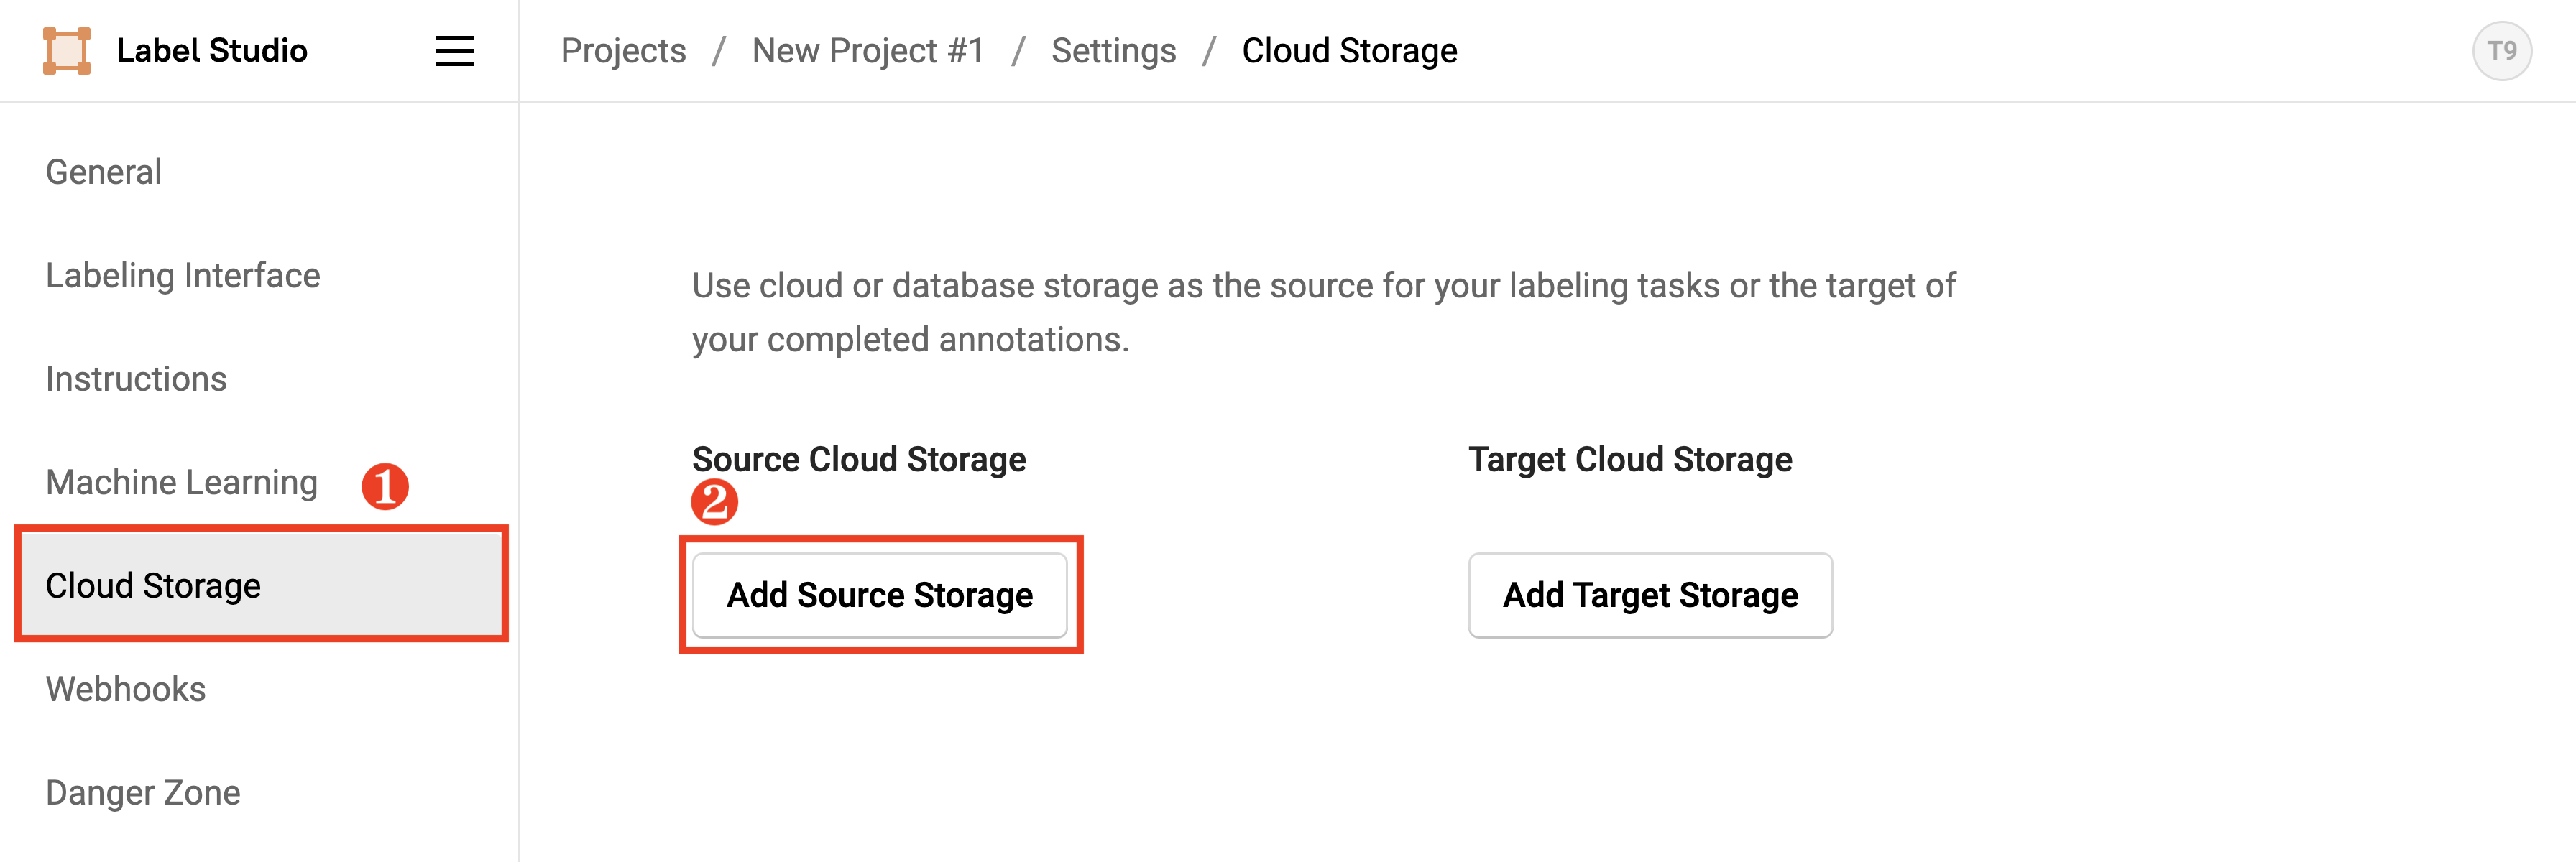 Label Studio
Projects / New Project #1 / Settings / Cloud Storage
T9
General
Labeling Interface
Instructions
Machine Learning
1
Cloud Storage
Webhooks
Danger Zone
Use cloud or database storage as the source for your labeling tasks or the target of
your completed annotations.
Source Cloud Storage
2
Add Source Storage
Target Cloud Storage
Add Target Storage